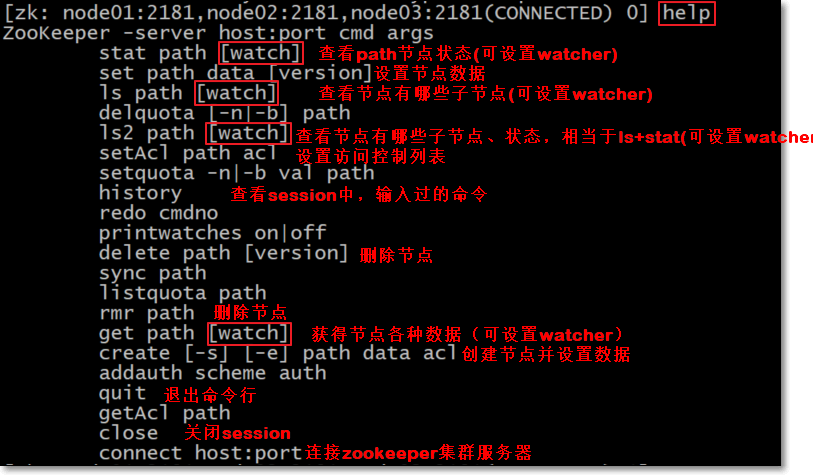 [zk: node01:2181,node02:2181,node03:2181(CONNECTED) 0] help
ZooKeeper -server host:port cmd args
stat path [watch] 查看path节点状态(可设置watcher)
set path data [version]设置节点数据
ls path [watch] 查看节点有哪些子节点(可设置watcher)
delquota [-n|-b] path
ls2 path [watch] 查看节点有哪些子节点、状态，相当于ls+stat(可设置watcher
setAcl path acl 设置访问控制列表
setquota -n|-b val path
history 查看session中，输入过的命令
redo cmdno
printwatches on|off
delete path [version] 删除节点
sync path
listquota path
rmr path 删除节点
get path [watch] 获得节点各种数据（可设置watcher）
create [-s] [-e] path data acl 创建节点并设置数据
addauth scheme auth
quit 退出命令行
getAcl path
close 关闭session
connect host:port 连接zookeeper集群服务器